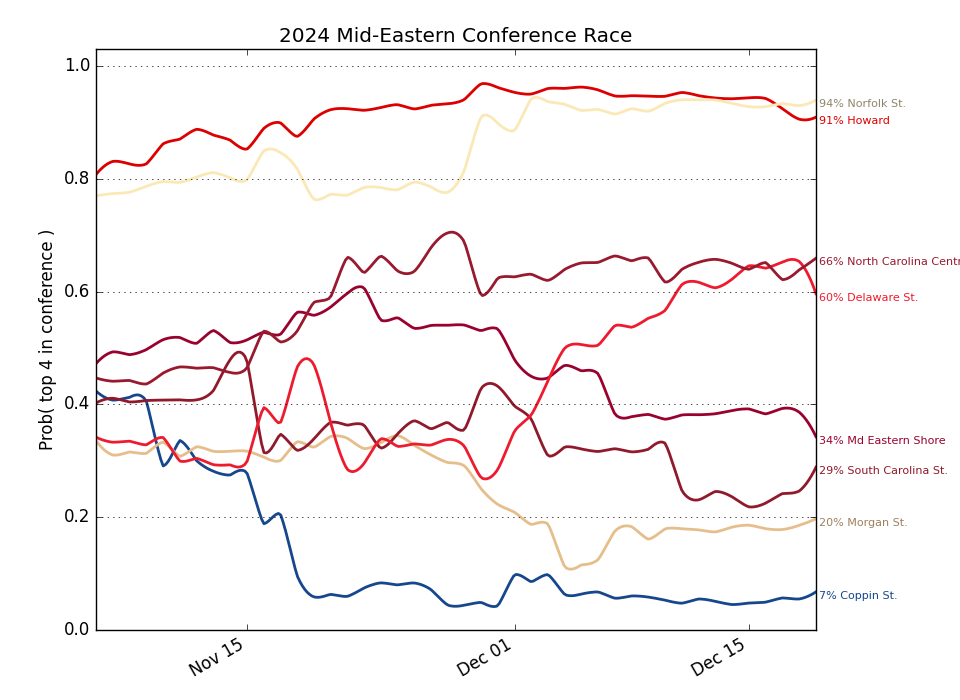 2024 Mid-Eastern Conference Race
Prob( top 4 in conference )
1.0
0.8
0.6
0.4
0.2
0.0
Nov 15
Dec 01
Dec 15
94% Norfolk St.
91% Howard
66% North Carolina Centr
60% Delaware St.
34% Md Eastern Shore
29% South Carolina St.
20% Morgan St.
7% Coppin St.